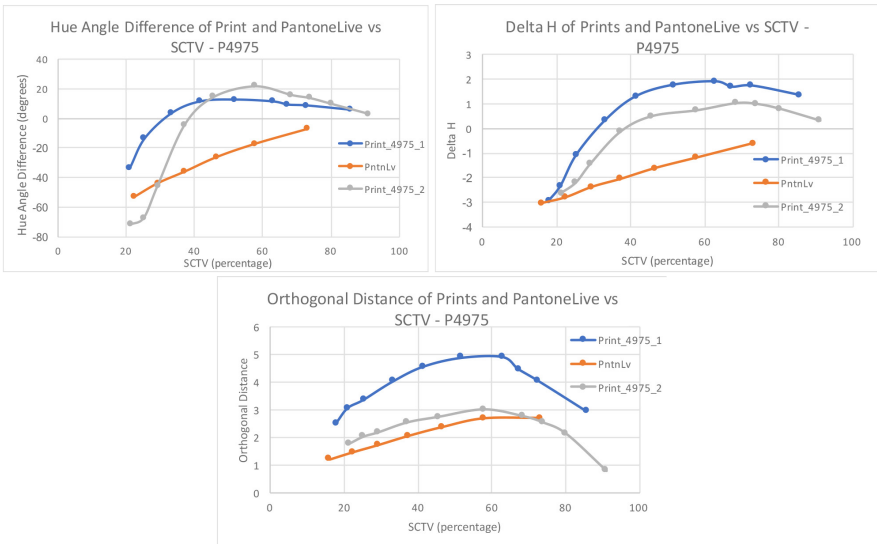 Hue Angle Difference of Print and PantoneLive vs
SCTV - P4975
Hue Angle Difference (degrees)
40
20
0
-20
-40
-60
-80
0
20
40
60
80
100
SCTV (percentage)
Print_4975_1
PntnLv
Print_4975_2
Delta H of Prints and PantoneLive vs SCTV -
P4975
Delta H
3
2
1
0
-1
-2
-3
-4
0
20
40
60
80
100
SCTV (percentage)
Print_4975_1
PntnLv
Print_4975_2
Orthogonal Distance of Prints and PantoneLive vs
SCTV - P4975
Orthogonal Distance
6
5
4
3
2
1
0
0
20
40
60
80
100
SCTV (percentage)
Print_4975_1
PntnLv
Print_4975_2